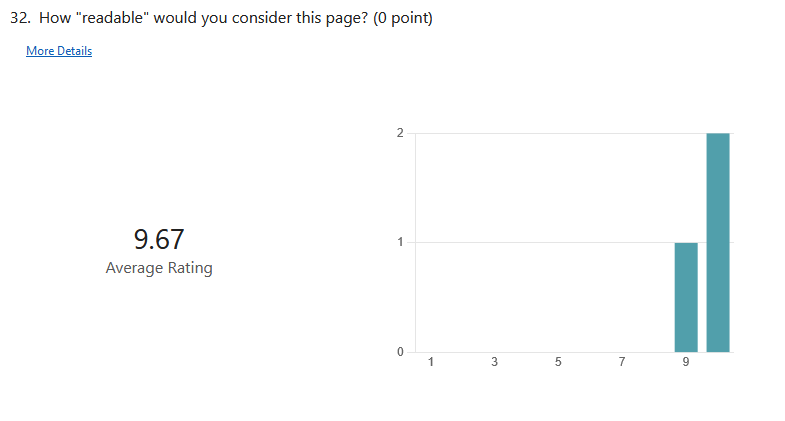 32. How "readable" would you consider this page? (0 point)
More Details
2
1
0
1 3 5 7 9
9.67
Average Rating